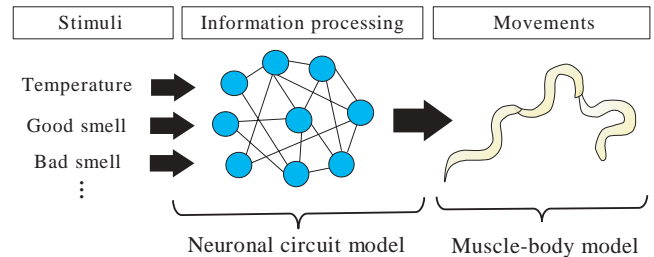 Stimuli
Information processing
Movements
Temperature
Good smell
Bad smell
⋮
Neuronal circuit model
Muscle-body model